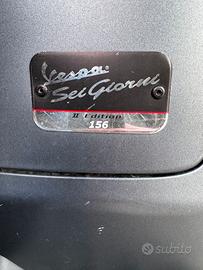 Vespa
Sei Giorni
II Edition
156
subito